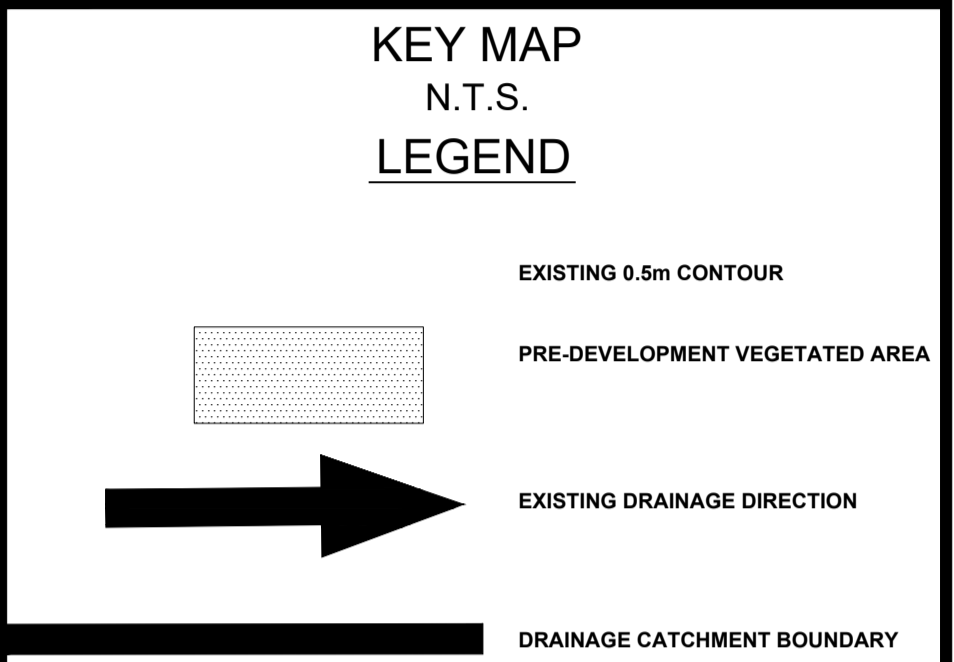 KEY MAP
N.T.S.
LEGEND
EXISTING 0.5m CONTOUR
PRE-DEVELOPMENT VEGETATED AREA
EXISTING DRAINAGE DIRECTION
DRAINAGE CATCHMENT BOUNDARY